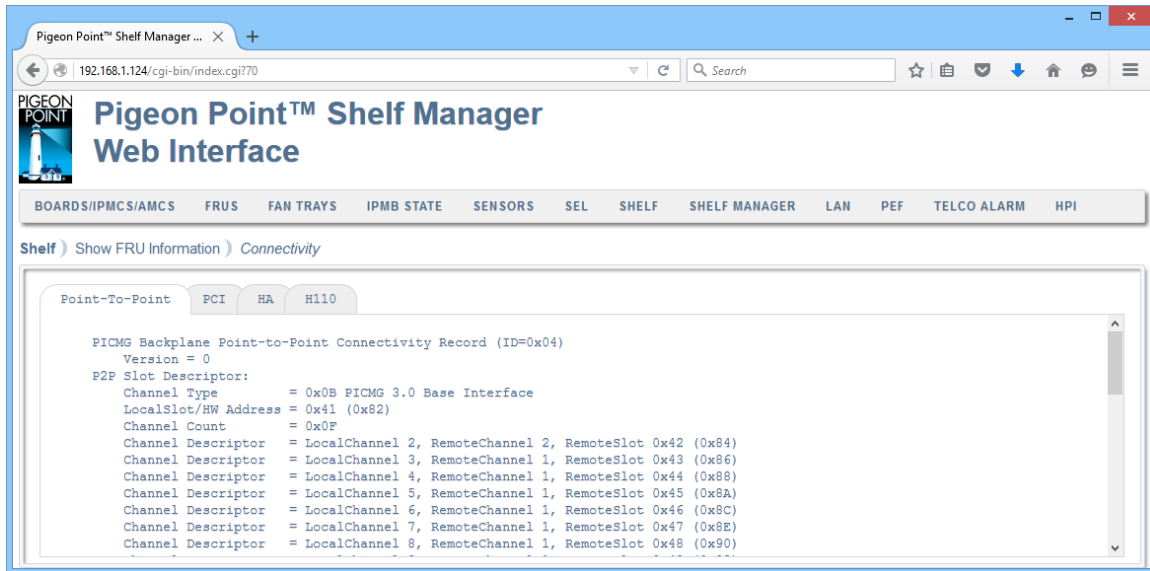 Pigeon Point™ Shelf Manager ...
192.168.1.124/cgi-bin/index.cgi?70
Search
PIGEON
POINT
Pigeon Point™ Shelf Manager
Web Interface
BOARDS/IPMCS/AMCS FRUS FAN TRAYS IPMB STATE SENSORS SEL SHELF SHELF MANAGER LAN PEF TELCO ALARM HPI
Shelf ) Show FRU Information ) Connectivity
Point-To-Point PCI HA H110
PICMG Backplane Point-to-Point Connectivity Record (ID=0x04)
Version = 0
P2P Slot Descriptor:
Channel Type = 0x0B PICMG 3.0 Base Interface
LocalSlot/HW Address = 0x41 (0x82)
Channel Count = 0x0F
Channel Descriptor = LocalChannel 2, RemoteChannel 2, RemoteSlot 0x42 (0x84)
Channel Descriptor = LocalChannel 3, RemoteChannel 1, RemoteSlot 0x43 (0x86)
Channel Descriptor = LocalChannel 4, RemoteChannel 1, RemoteSlot 0x44 (0x88)
Channel Descriptor = LocalChannel 5, RemoteChannel 1, RemoteSlot 0x45 (0x8A)
Channel Descriptor = LocalChannel 6, RemoteChannel 1, RemoteSlot 0x46 (0x8C)
Channel Descriptor = LocalChannel 7, RemoteChannel 1, RemoteSlot 0x47 (0x8E)
Channel Descriptor = LocalChannel 8, RemoteChannel 1, RemoteSlot 0x48 (0x90)